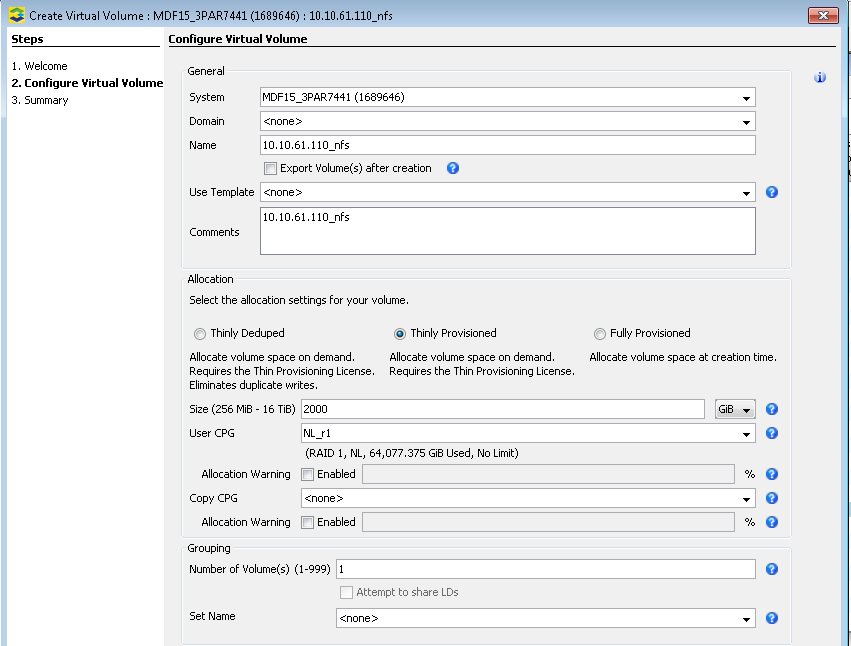 Create Virtual Volume : MDF15_3PAR7441 (1689646) : 10.10.61.110_nfs
Steps
1. Welcome
2. Configure Virtual Volume
3. Summary
Configure Virtual Volume
General
System MDF15_3PAR7441 (1689646)
Domain <none>
Name 10.10.61.110_nfs
Export Volume(s) after creation
Use Template <none>
Comments 10.10.61.110_nfs
Allocation
Select the allocation settings for your volume.
Thinly Deduped
Allocate volume space on demand.
Requires the Thin Provisioning License.
Eliminates duplicate writes.
Thinly Provisioned
Allocate volume space on demand.
Requires the Thin Provisioning License.
Fully Provisioned
Allocate volume space at creation time.
Size (256 MiB - 16 TiB) 2000 GiB
User CPG NL_r1
(RAID 1, NL, 64,077.375 GiB Used, No Limit)
Allocation Warning Enabled %
Copy CPG <none>
Allocation Warning Enabled %
Grouping
Number of Volume(s) (1-999) 1
Attempt to share LDs
Set Name <none>